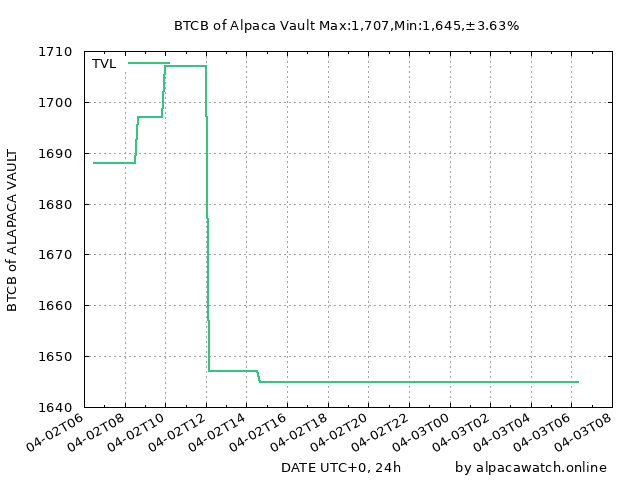 BTCB of Alpaca Vault Max:1,707,Min:1,645,±3.63%
TVL
1710
1700
1690
1680
1670
1660
1650
1640
BTCB of ALAPACA VAULT
04-02T06
04-02T08
04-02T10
04-02T12
04-02T14
04-02T16
04-02T18
04-02T20
04-02T22
04-03T00
04-03T02
04-03T04
04-03T06
04-03T08
DATE UTC+0, 24h
by alpacawatch.online